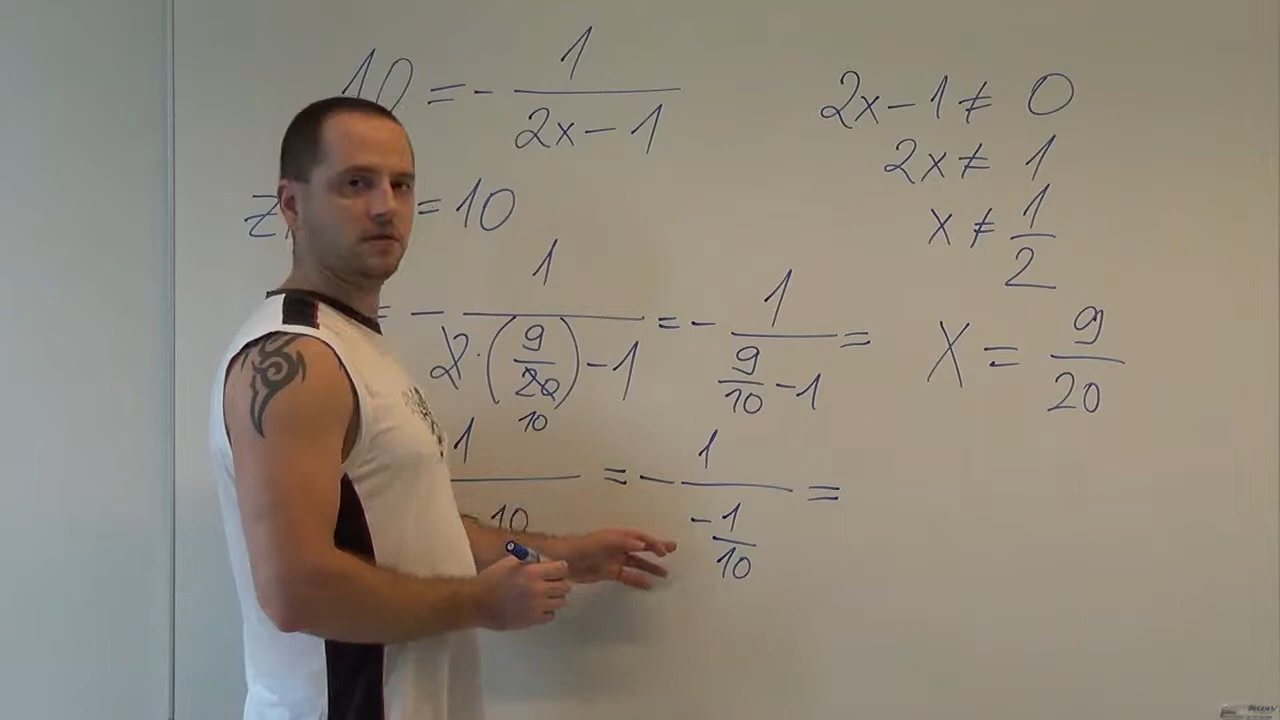 10 = - 1/(2x-1)
= 10
= - 1/(2·(9/20)-1) = - 1/(9/10 - 1) =
10
1 = - 1/(-1/10) =
10
2x-1 ≠ 0
2x ≠ 1
x ≠ 1/2
X = 9/20